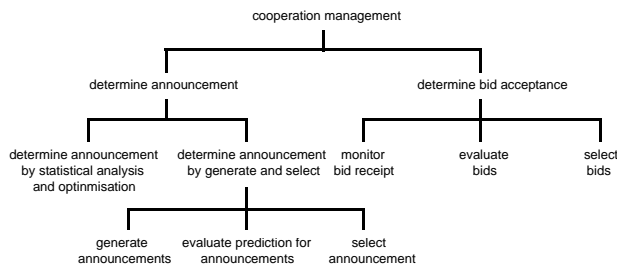 cooperation management
determine announcement
determine bid acceptance
determine announcement
by statistical analysis
and optinmisation
determine announcement
by generate and select
monitor
bid receipt
evaluate
bids
select
bids
generate
announcements
evaluate prediction for
announcements
select
announcement